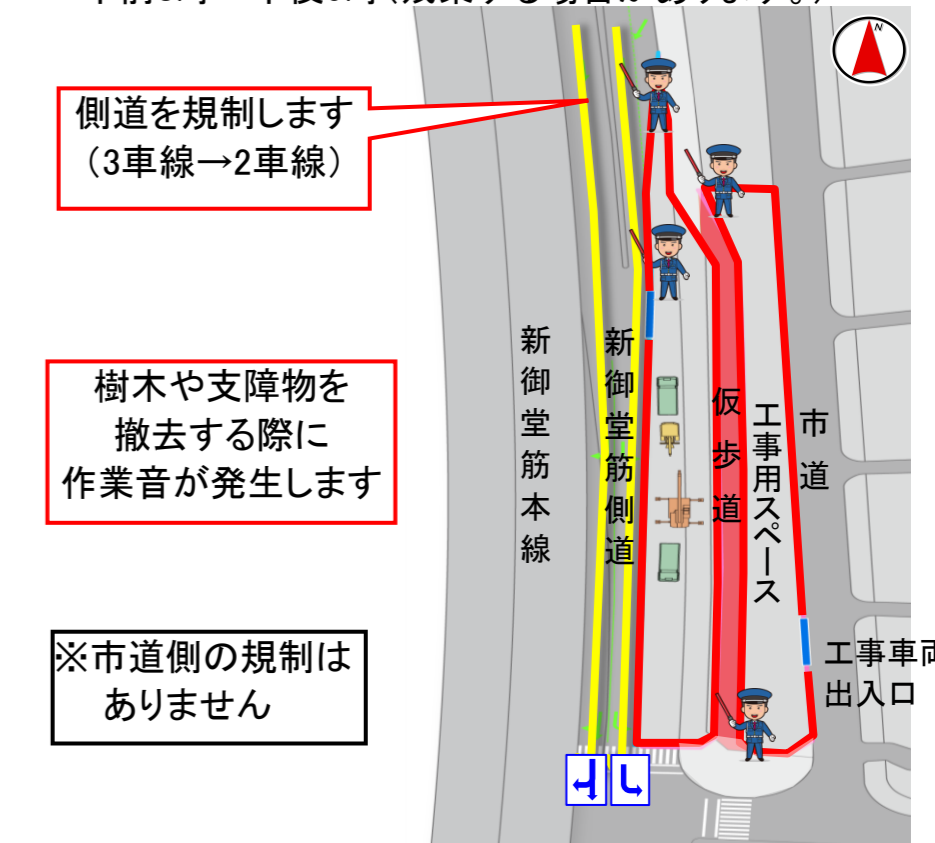 側道を規制します
（3車線→2車線）
樹木や支障物を
撤去する際に
作業音が発生します
※市道側の規制は
ありません
新御堂筋本線
新御堂筋側道
仮歩道
工事用スペース
市道
工事車両
出入口
N